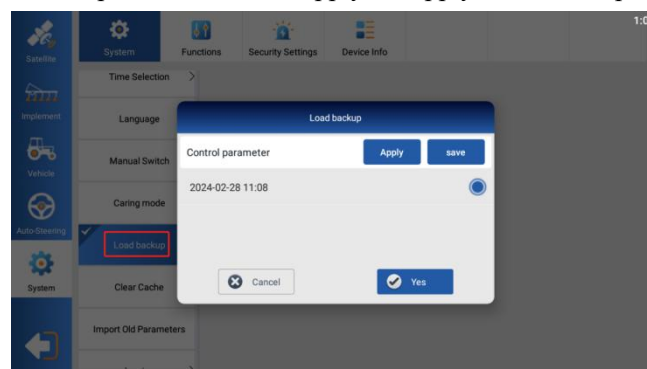 1:0
System
Functions
Security Settings
Device Info
Satellite
Implement
Vehicle
Auto-Steering
System
Time Selection
Language
Manual Switch
Caring mode
Load backup
Clear Cache
Import Old Parameters
Load backup
Control parameter
Apply
save
2024-02-28 11:08
Cancel
Yes